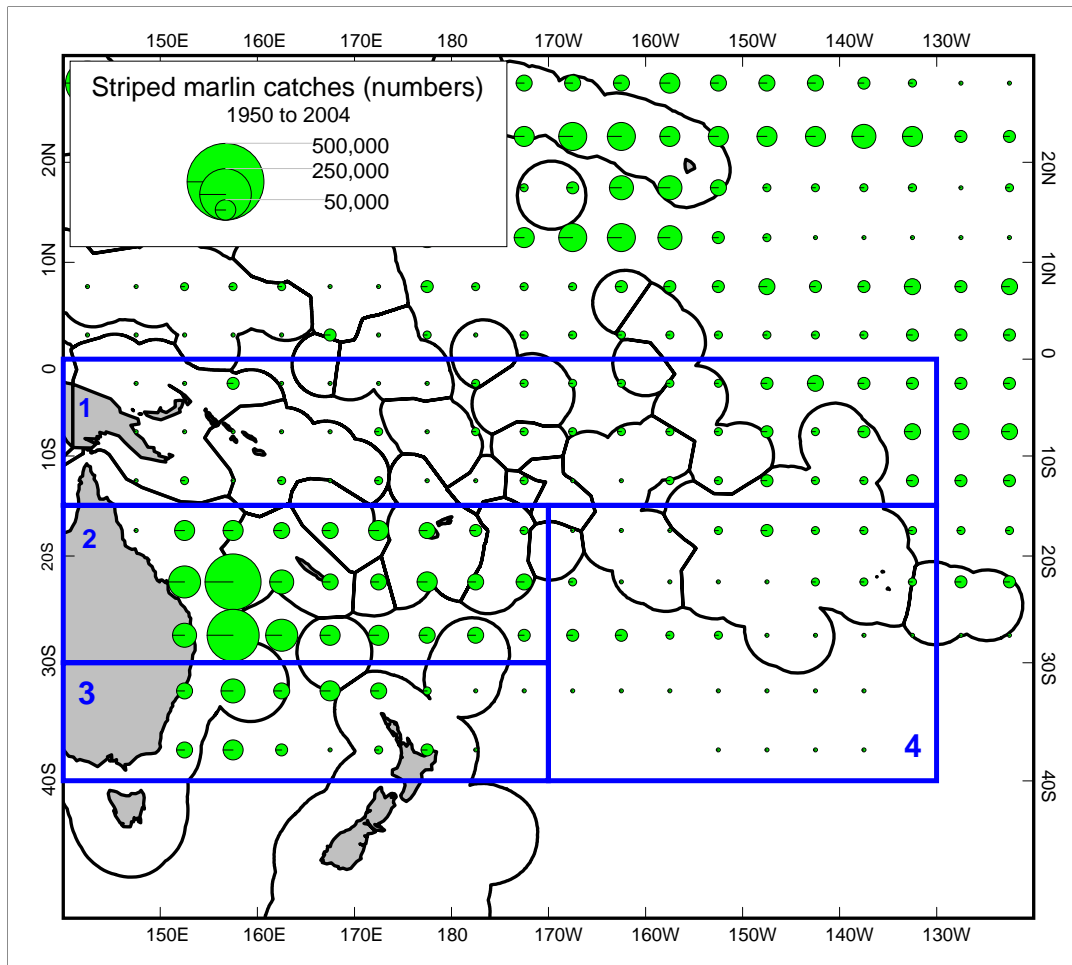 150E 160E 170E 180 170W 160W 150W 140W 130W
Striped marlin catches (numbers)
1950 to 2004
500,000
250,000
50,000
20N 20N
10N 10N
0 0
1
10S 10S
2
20S 20S
30S 30S
3
4
40S 40S
150E 160E 170E 180 170W 160W 150W 140W 130W